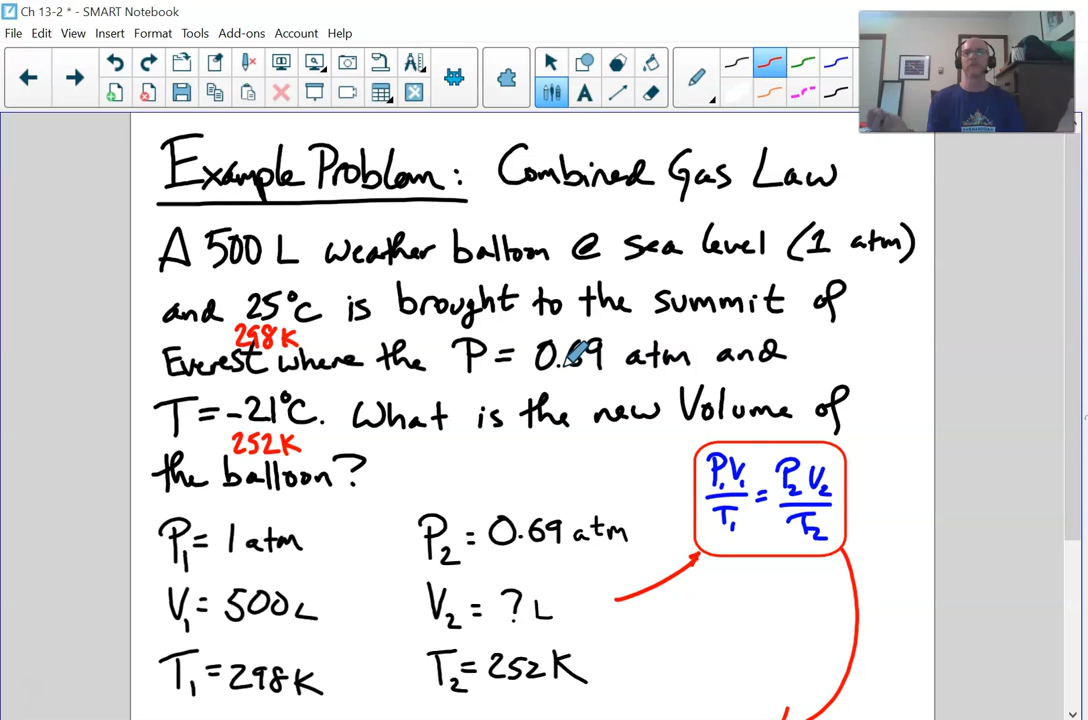 Ch 13-2 * - SMART Notebook
File Edit View Insert Format Tools Add-ons Account Help
Example Problem: Combined Gas Law
A 500 L weather balloon @ sea level (1 atm)
and 25°C is brought to the summit of
298K
Everest where the P = 0.69 atm and
T = -21°C. What is the new Volume of
252K
the balloon?
P₁V₁/T₁ = P₂V₂/T₂
P₁ = 1 atm P₂ = 0.69 atm
V₁ = 500L V₂ = ? L
T₁ = 298K T₂ = 252K